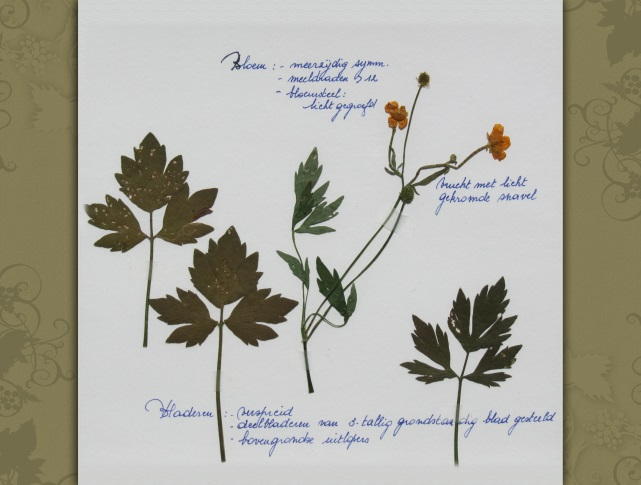 Bloem : - meerzijdig symm.
- meeldraden > 12
- bloemsteel :
licht gegroefd
vrucht met licht
gekromde snavel
Bladeren : - verspreid
- deelbladeren van 3-tallig grondstandig blad gesteeld
- bovengrondse uitlopers